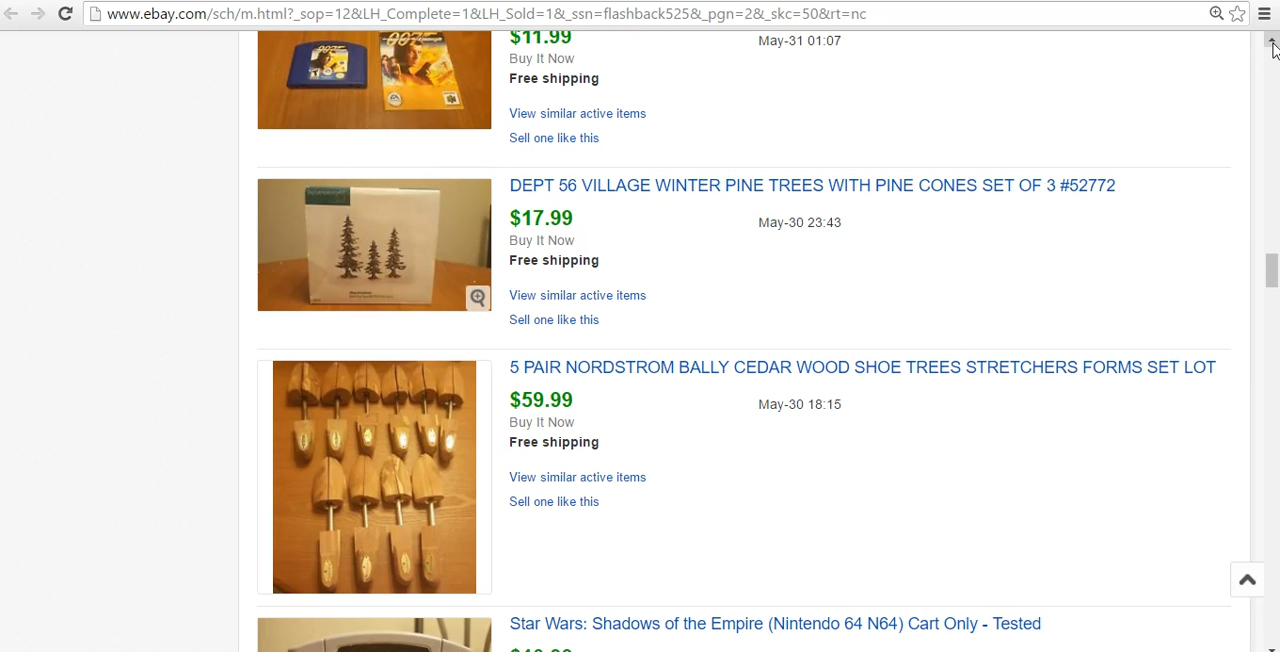 www.ebay.com/sch/m.html?_sop=12&LH_Complete=1&LH_Sold=1&_ssn=flashback525&_pgn=2&_skc=50&rt=nc
$11.99
May-31 01:07
Buy It Now
Free shipping
View similar active items
Sell one like this
007
007
DEPT 56 VILLAGE WINTER PINE TREES WITH PINE CONES SET OF 3 #52772
$17.99
May-30 23:43
Buy It Now
Free shipping
View similar active items
Sell one like this
5 PAIR NORDSTROM BALLY CEDAR WOOD SHOE TREES STRETCHERS FORMS SET LOT
$59.99
May-30 18:15
Buy It Now
Free shipping
View similar active items
Sell one like this
Star Wars: Shadows of the Empire (Nintendo 64 N64) Cart Only - Tested